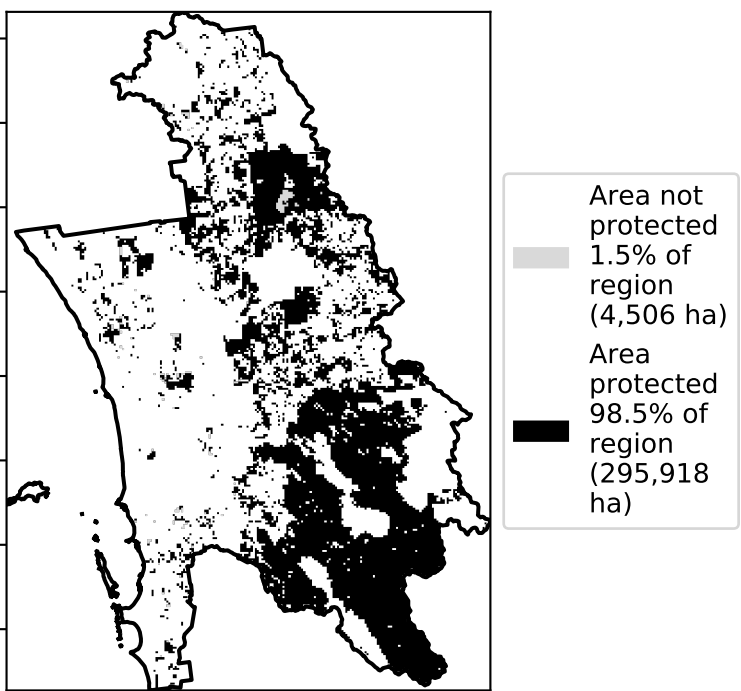 Area not
protected
1.5% of
region
(4,506 ha)
Area
protected
98.5% of
region
(295,918
ha)